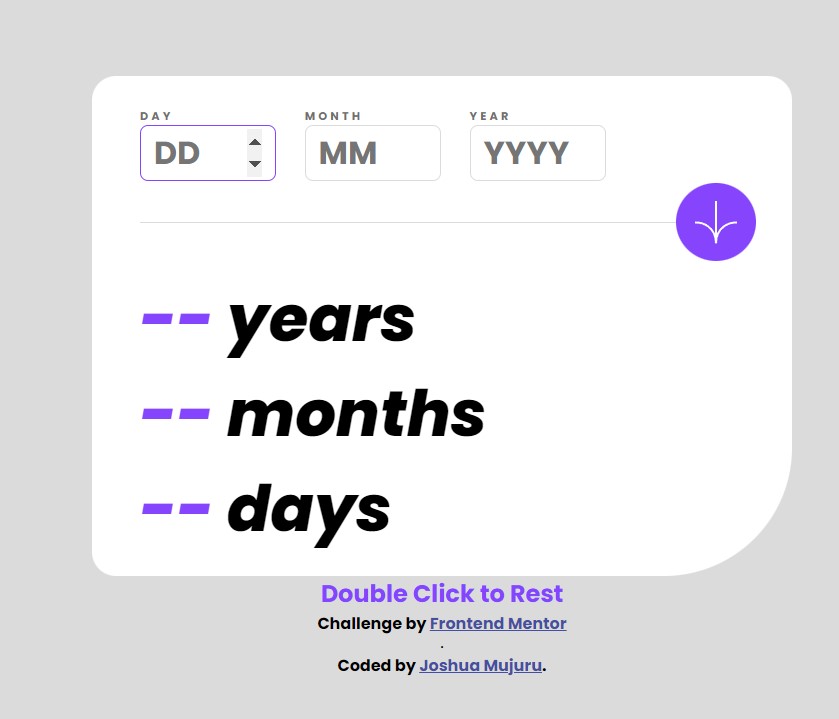 DAY MONTH YEAR
DD MM YYYY
-- years
-- months
-- days
Double Click to Rest
Challenge by Frontend Mentor
.
Coded by Joshua Mujuru.